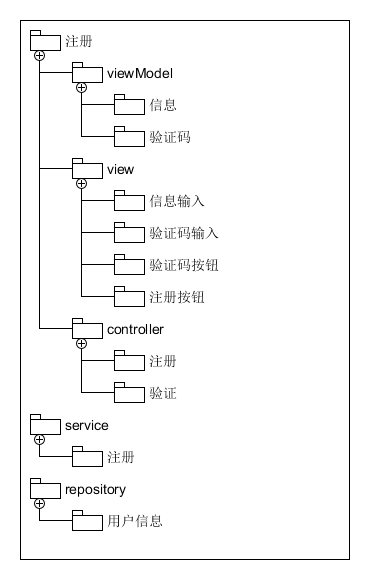 注册
viewModel
信息
验证码
view
信息输入
验证码输入
验证码按钮
注册按钮
controller
注册
验证
service
注册
repository
用户信息